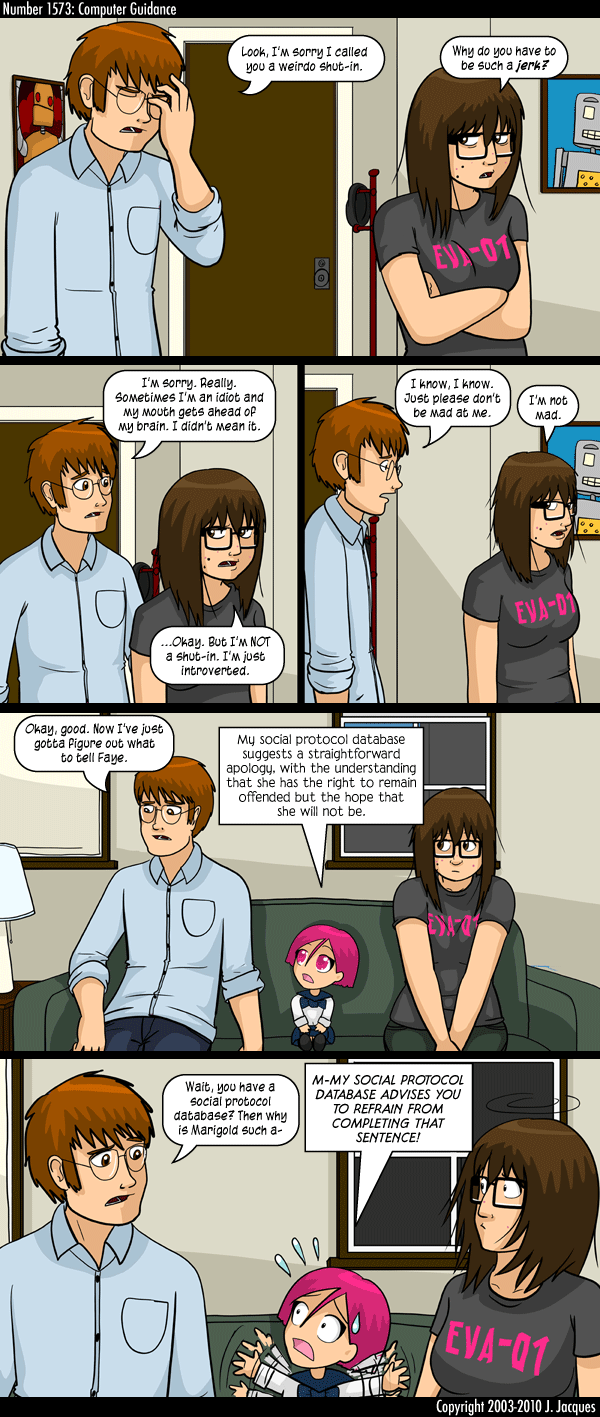 Number 1573: Computer Guidance
Look, I'm sorry I called
you a weirdo shut-in.
Why do you have to
be such a jerk?
EVA-01
I'm sorry. Really.
Sometimes I'm an idiot and
my mouth gets ahead of
my brain. I didn't mean it.
...Okay. But I'm NOT
a shut-in. I'm just
introverted.
I know, I know.
Just please don't
be mad at me.
I'm not
mad.
EVA-01
Okay, good. Now I've just
gotta figure out what
to tell Faye.
My social protocol database
suggests a straightforward
apology, with the understanding
that she has the right to remain
offended but the hope that
she will not be.
EVA-01
Wait, you have a
social protocol
database? Then why
is Marigold such a-
M-MY SOCIAL PROTOCOL
DATABASE ADVISES YOU
TO REFRAIN FROM
COMPLETING THAT
SENTENCE!
EVA-01
Copyright 2003-2010 J. Jacques